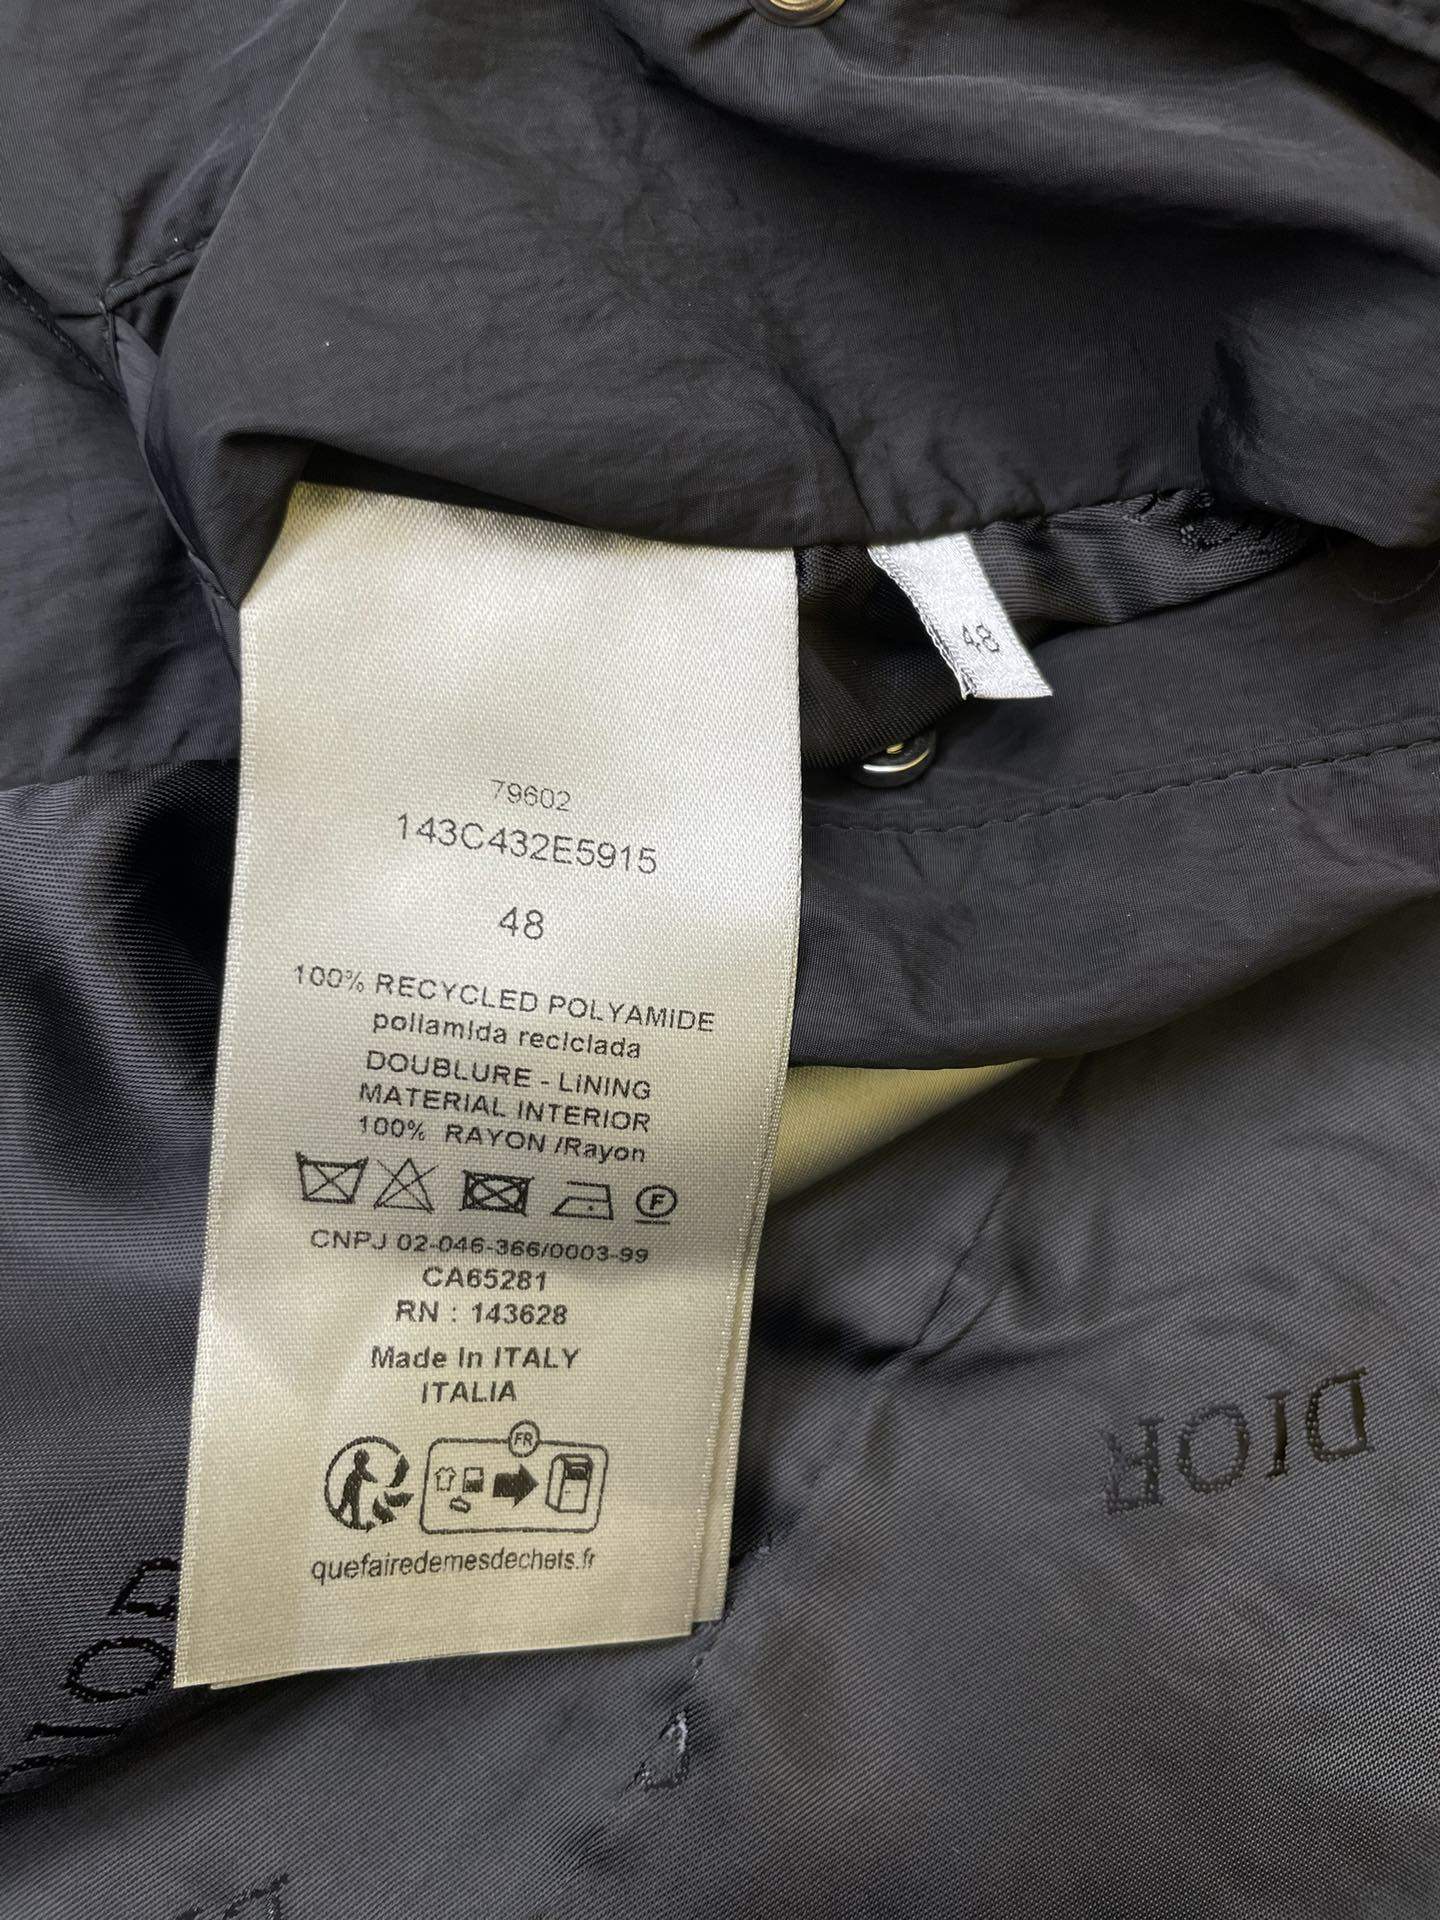 48
79602
143C432E5915
48
100% RECYCLED POLYAMIDE
poliamida reciclada
DOUBLURE - LINING
MATERIAL INTERIOR
100% RAYON /Rayon
F
CNPJ 02-046-366/0003-99
CA65281
RN : 143628
Made In ITALY
ITALIA
FR
quefairedemesdechets.fr
DIOR
DIOR